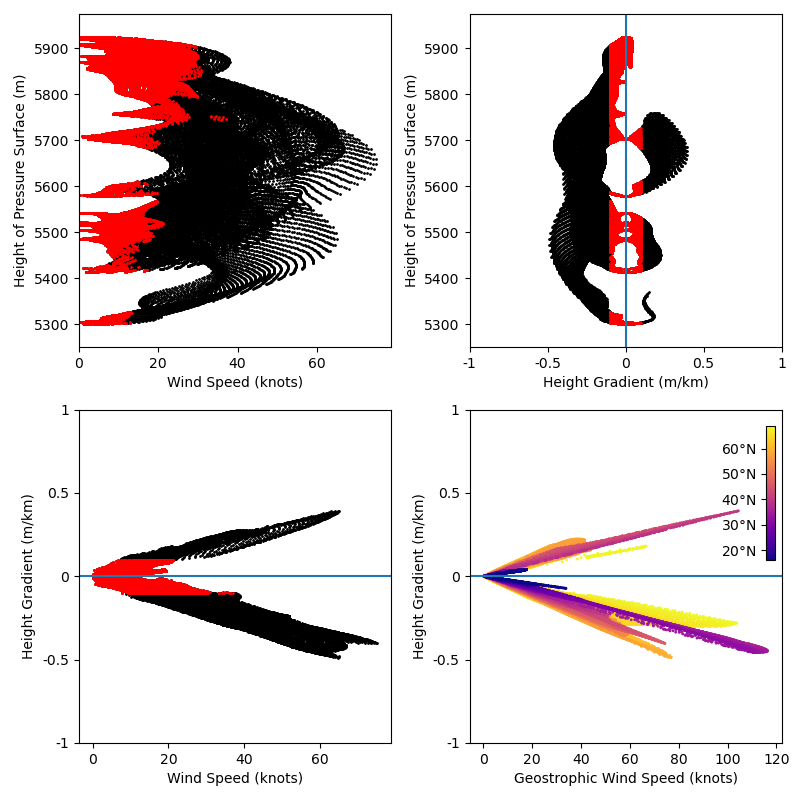 Height of Pressure Surface (m)
5900
5800
5700
5600
5500
5400
5300
0 20 40 60
Wind Speed (knots)
Height of Pressure Surface (m)
5900
5800
5700
5600
5500
5400
5300
-1 -0.5 0 0.5 1
Height Gradient (m/km)
Height Gradient (m/km)
1
0.5
0
-0.5
-1
0 20 40 60
Wind Speed (knots)
Height Gradient (m/km)
1
0.5
0
-0.5
-1
60°N
50°N
40°N
30°N
20°N
0 20 40 60 80 100 120
Geostrophic Wind Speed (knots)